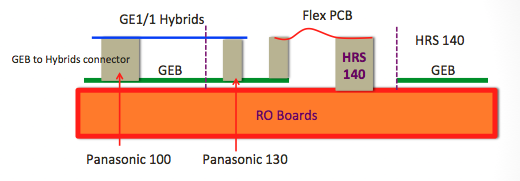 GE1/1 Hybrids
Flex PCB
HRS 140
GEB to Hybrids connector
GEB
HRS
140
GEB
RO Boards
Panasonic 100
Panasonic 130